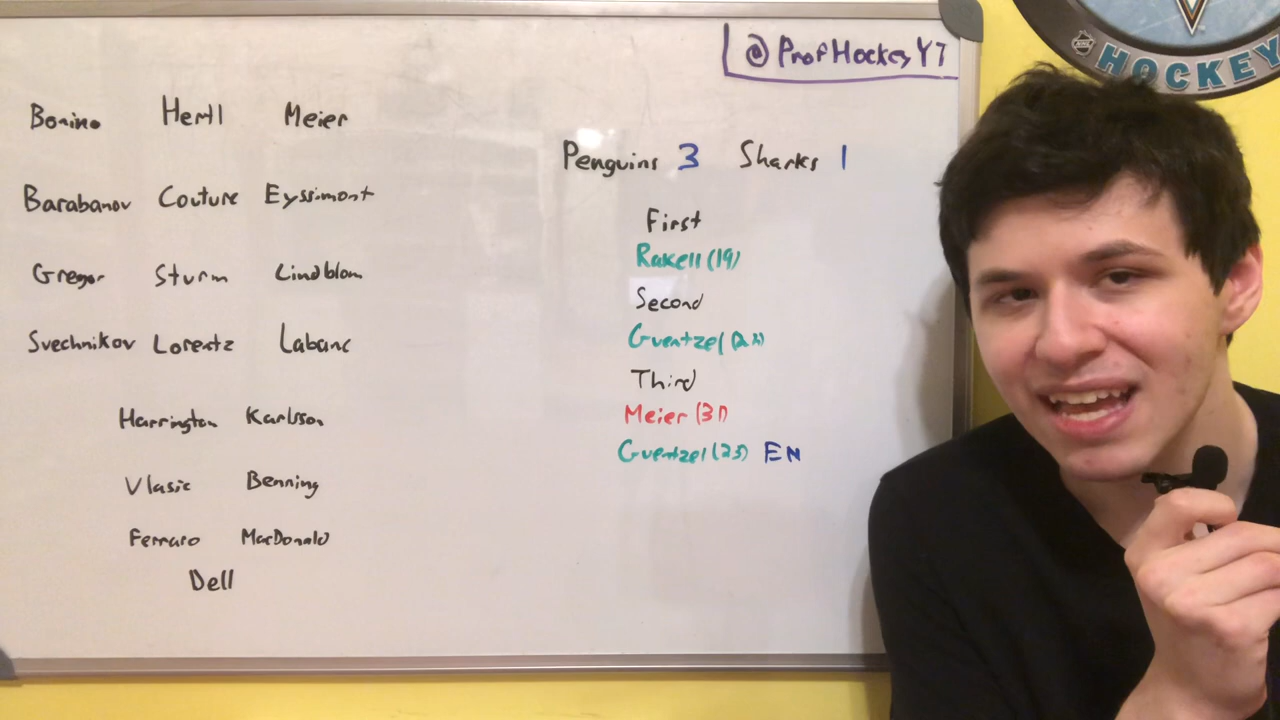 @ProfHockeyYT
HOCKEY
Bonino Hertl Meier
Barabanov Couture Eyssimont
Gregor Sturm Lindblom
Svechnikov Lorentz Labanc
Harrington Karlsson
Vlasic Benning
Ferraro MacDonald
Dell
Penguins 3 Sharks 1
First
Rakell (19)
Second
Guentzel (22)
Third
Meier (31)
Guentzel (23) EN